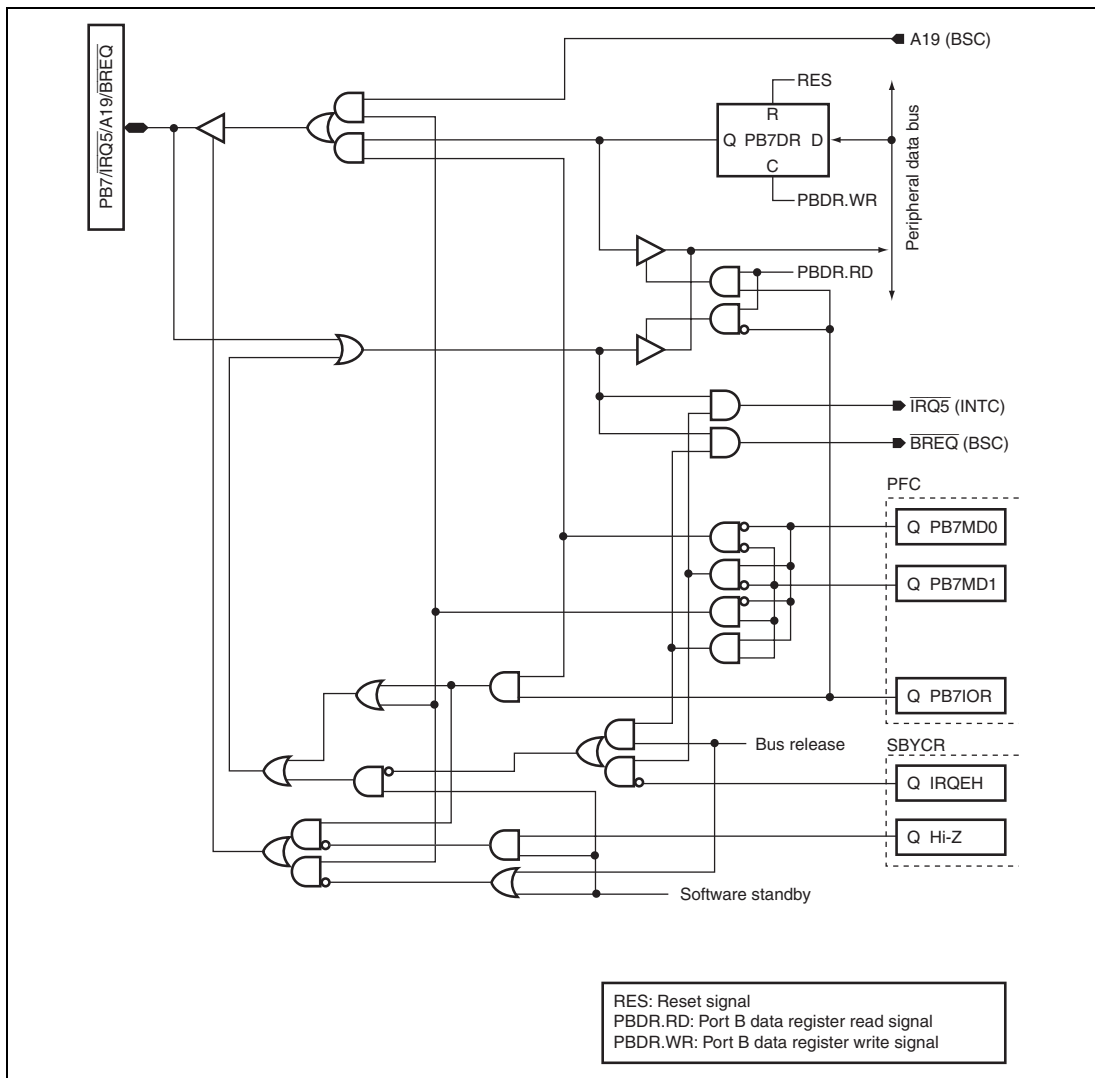 PB7/IRQ5/A19/BREQ
A19 (BSC)
RES
R
Q PB7DR D
C
PBDR.WR
Peripheral data bus
PBDR.RD
IRQ5 (INTC)
BREQ (BSC)
PFC
Q PB7MD0
Q PB7MD1
Q PB7IOR
Bus release
SBYCR
Q IRQEH
Q Hi-Z
Software standby
RES: Reset signal
PBDR.RD: Port B data register read signal
PBDR.WR: Port B data register write signal